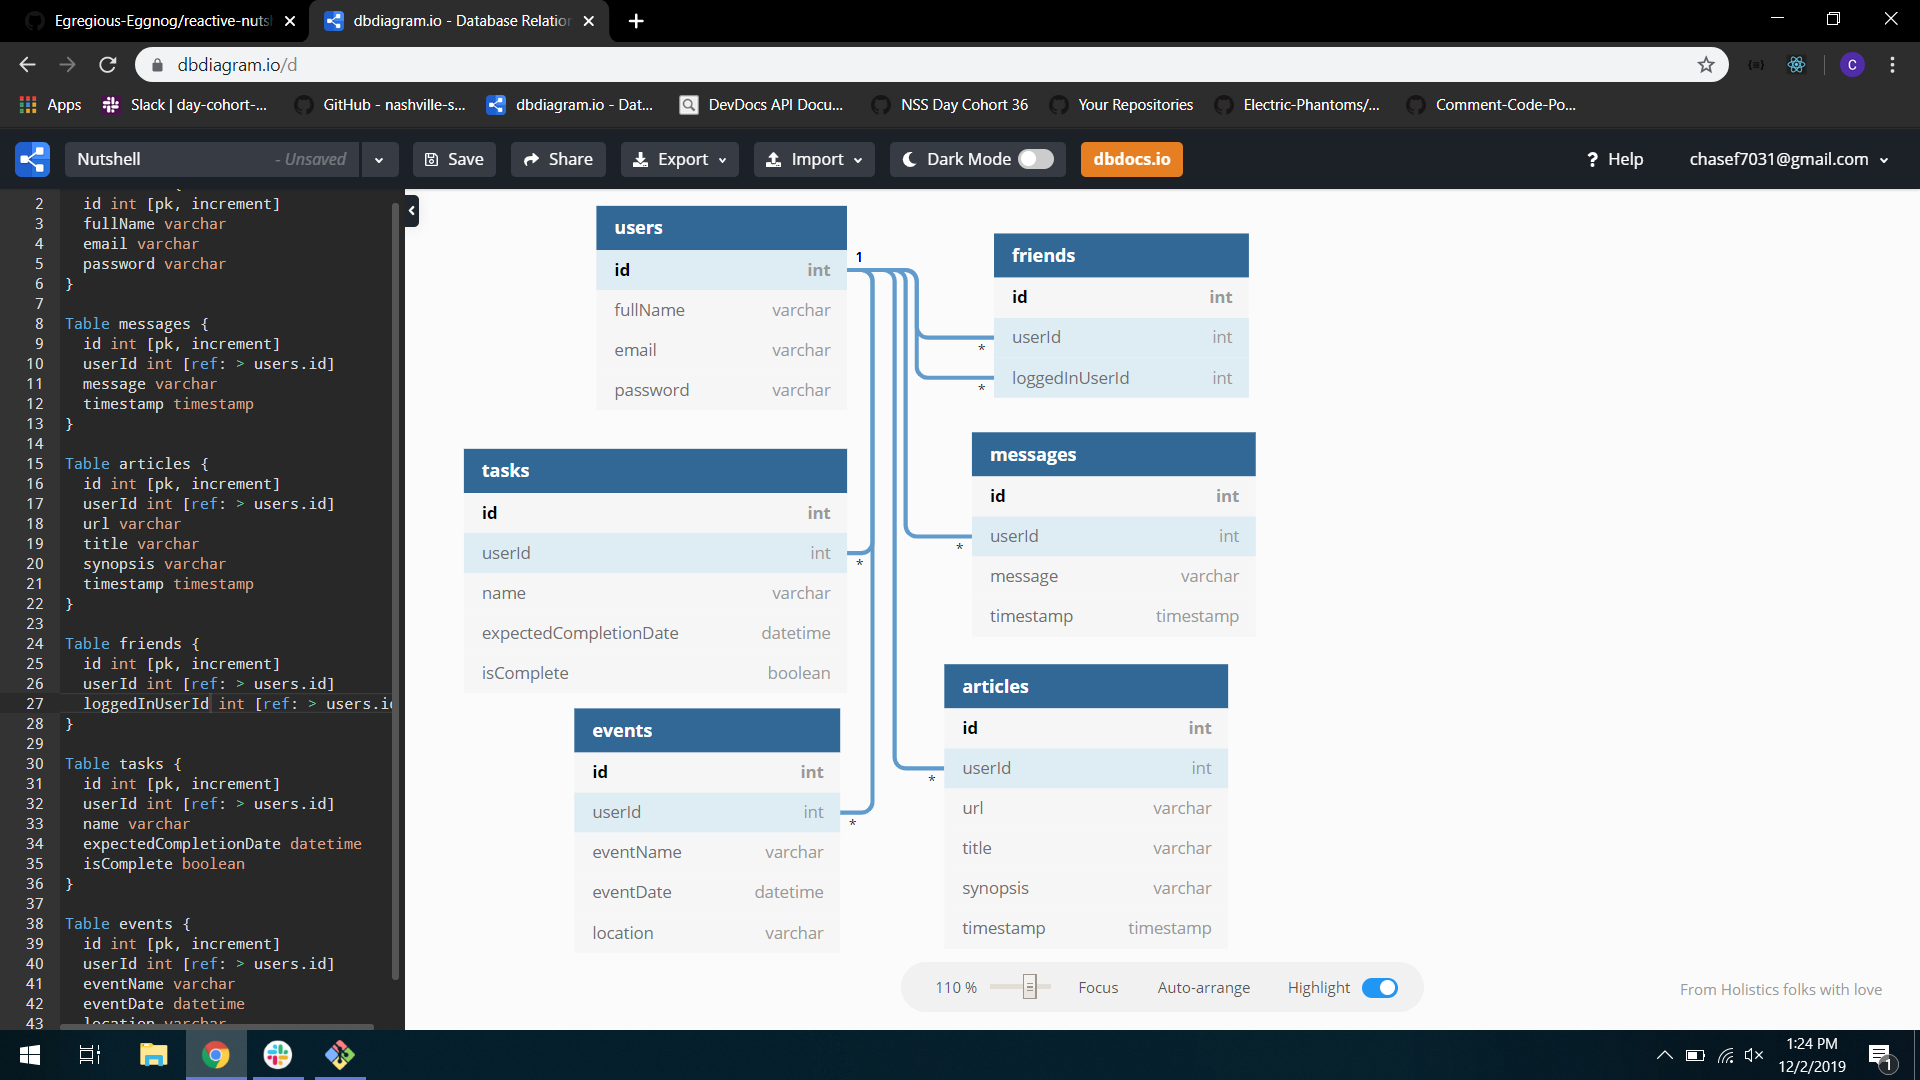 Egregious-Eggnog/reactive-nuts
dbdiagram.io - Database Relatio
dbdiagram.io/d
C
Apps
Slack | day-cohort-...
GitHub - nashville-s...
dbdiagram.io - Dat...
DevDocs API Docu...
NSS Day Cohort 36
Your Repositories
Electric-Phantoms/...
Comment-Code-Po...
Nutshell
- Unsaved
Save
Share
Export
Import
Dark Mode
dbdocs.io
? Help
chasef7031@gmail.com
2 id int [pk, increment]
3 fullName varchar
4 email varchar
5 password varchar
6 }
7
8 Table messages {
9 id int [pk, increment]
10 userId int [ref: > users.id]
11 message varchar
12 timestamp timestamp
13 }
14
15 Table articles {
16 id int [pk, increment]
17 userId int [ref: > users.id]
18 url varchar
19 title varchar
20 synopsis varchar
21 timestamp timestamp
22 }
23
24 Table friends {
25 id int [pk, increment]
26 userId int [ref: > users.id]
27 loggedInUserId int [ref: > users.i
28 }
29
30 Table tasks {
31 id int [pk, increment]
32 userId int [ref: > users.id]
33 name varchar
34 expectedCompletionDate datetime
35 isComplete boolean
36 }
37
38 Table events {
39 id int [pk, increment]
40 userId int [ref: > users.id]
41 eventName varchar
42 eventDate datetime
43 location varchar
users
id int
fullName varchar
email varchar
password varchar
1
friends
id int
userId int
*
loggedInUserId int
*
tasks
id int
userId int
*
name varchar
expectedCompletionDate datetime
isComplete boolean
messages
id int
userId int
*
message varchar
timestamp timestamp
events
id int
userId int
*
eventName varchar
eventDate datetime
location varchar
articles
id int
userId int
*
url varchar
title varchar
synopsis varchar
timestamp timestamp
110 %
Focus
Auto-arrange
Highlight
From Holistics folks with love
1:24 PM
12/2/2019
1